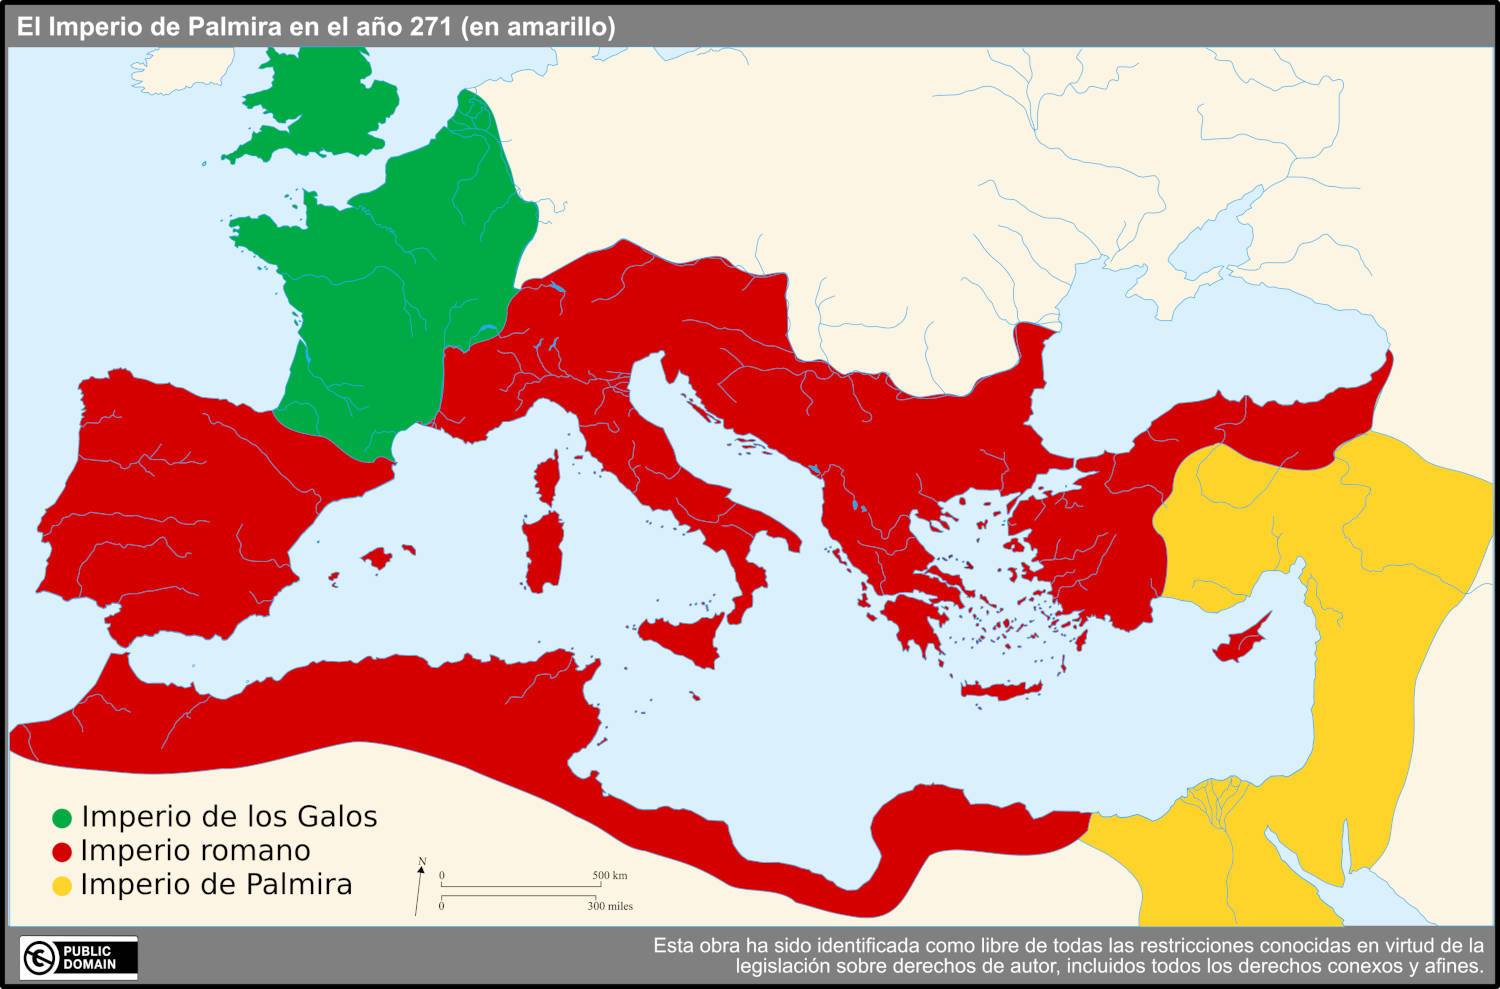 El Imperio de Palmira en el año 271 (en amarillo)
Imperio de los Galos
Imperio romano
Imperio de Palmira
N
0 500 km
0 300 miles
PUBLIC
DOMAIN
Esta obra ha sido identificada como libre de todas las restricciones conocidas en virtud de la
legislación sobre derechos de autor, incluidos todos los derechos conexos y afines.